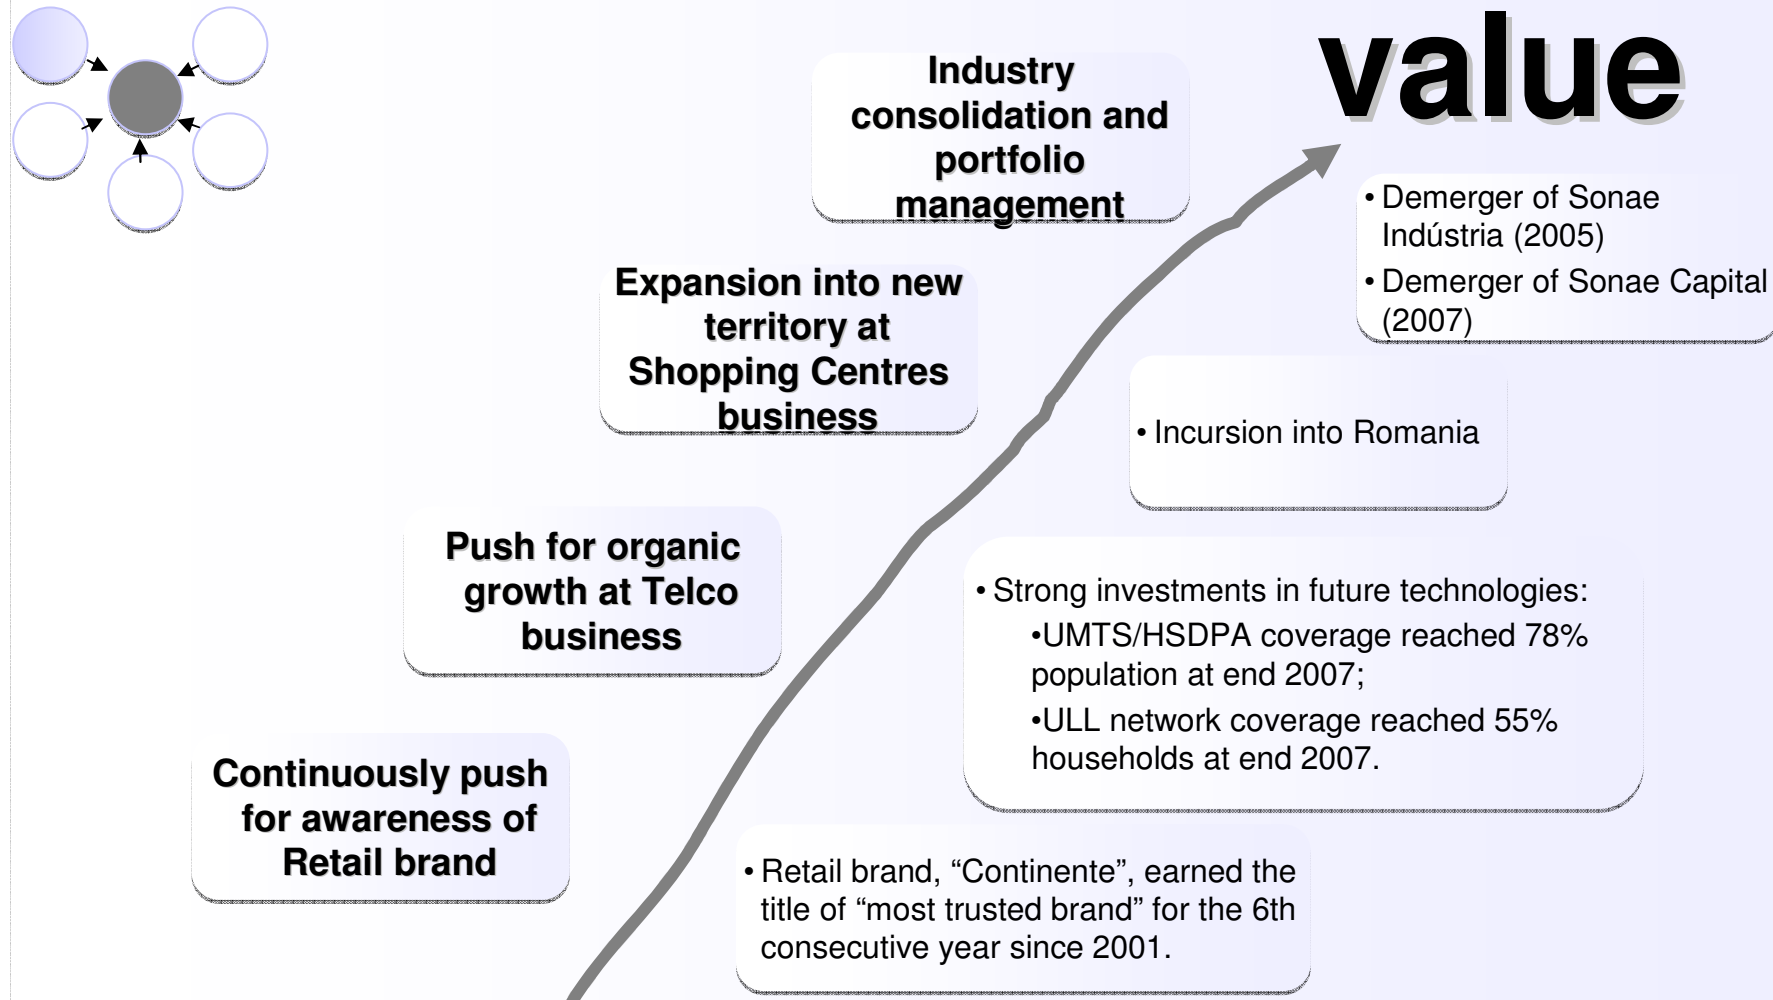 value
Industry
consolidation and
portfolio
management
• Demerger of Sonae
Indústria (2005)
• Demerger of Sonae Capital
(2007)
Expansion into new
territory at
Shopping Centres
business
• Incursion into Romania
Push for organic
growth at Telco
business
• Strong investments in future technologies:
•UMTS/HSDPA coverage reached 78%
population at end 2007;
•ULL network coverage reached 55%
households at end 2007.
Continuously push
for awareness of
Retail brand
• Retail brand, “Continente”, earned the
title of “most trusted brand” for the 6th
consecutive year since 2001.